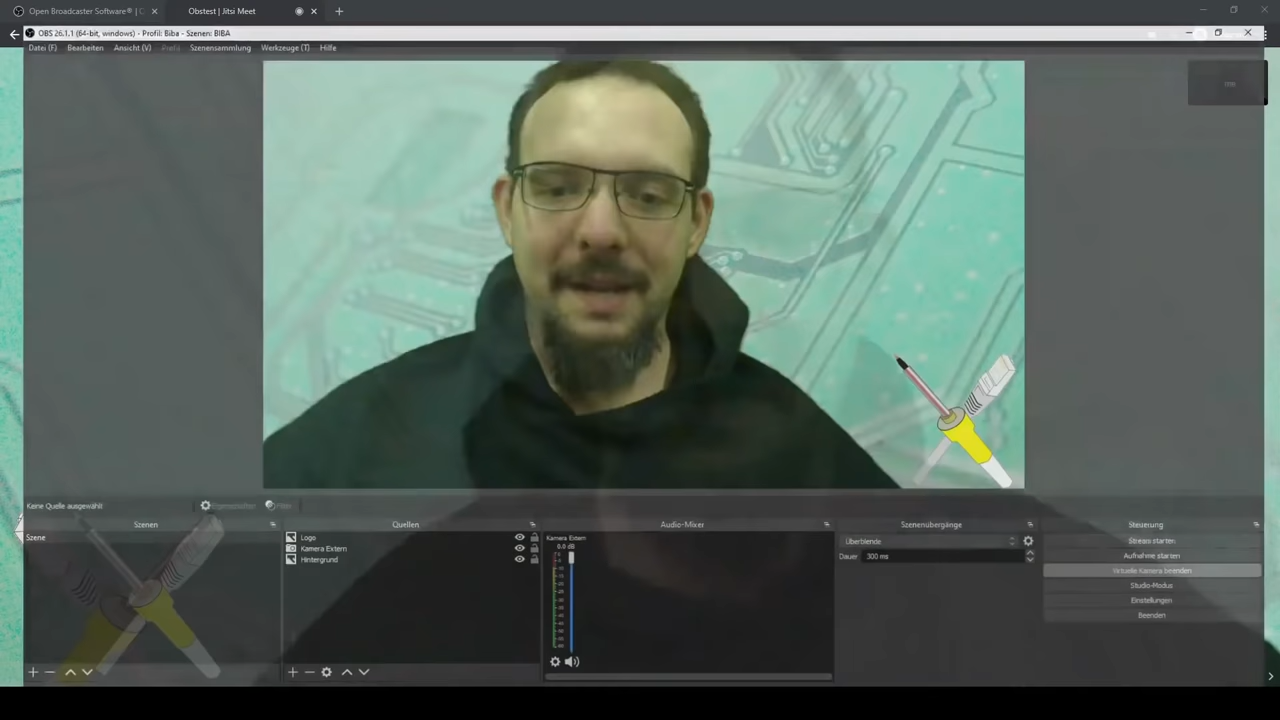 Open Broadcaster Software® |
Obstest | Jitsi Meet
OBS 26.1.1 (64-bit, windows) - Profil: Biba - Szenen: BIBA
Datei (F) Bearbeiten Ansicht (V) Profil Szenensammlung Werkzeuge (T) Hilfe
Keine Quelle ausgewählt Eigenschaften Filter
Szenen Quellen Audio-Mixer Szenenübergänge Steuerung
Szene
Logo
Kamera Extern
Hintergrund
Kamera Extern
0.0 dB
Überblende
Dauer 300 ms
Stream starten
Aufnahme starten
Virtuelle Kamera beenden
Studio-Modus
Einstellungen
Beenden